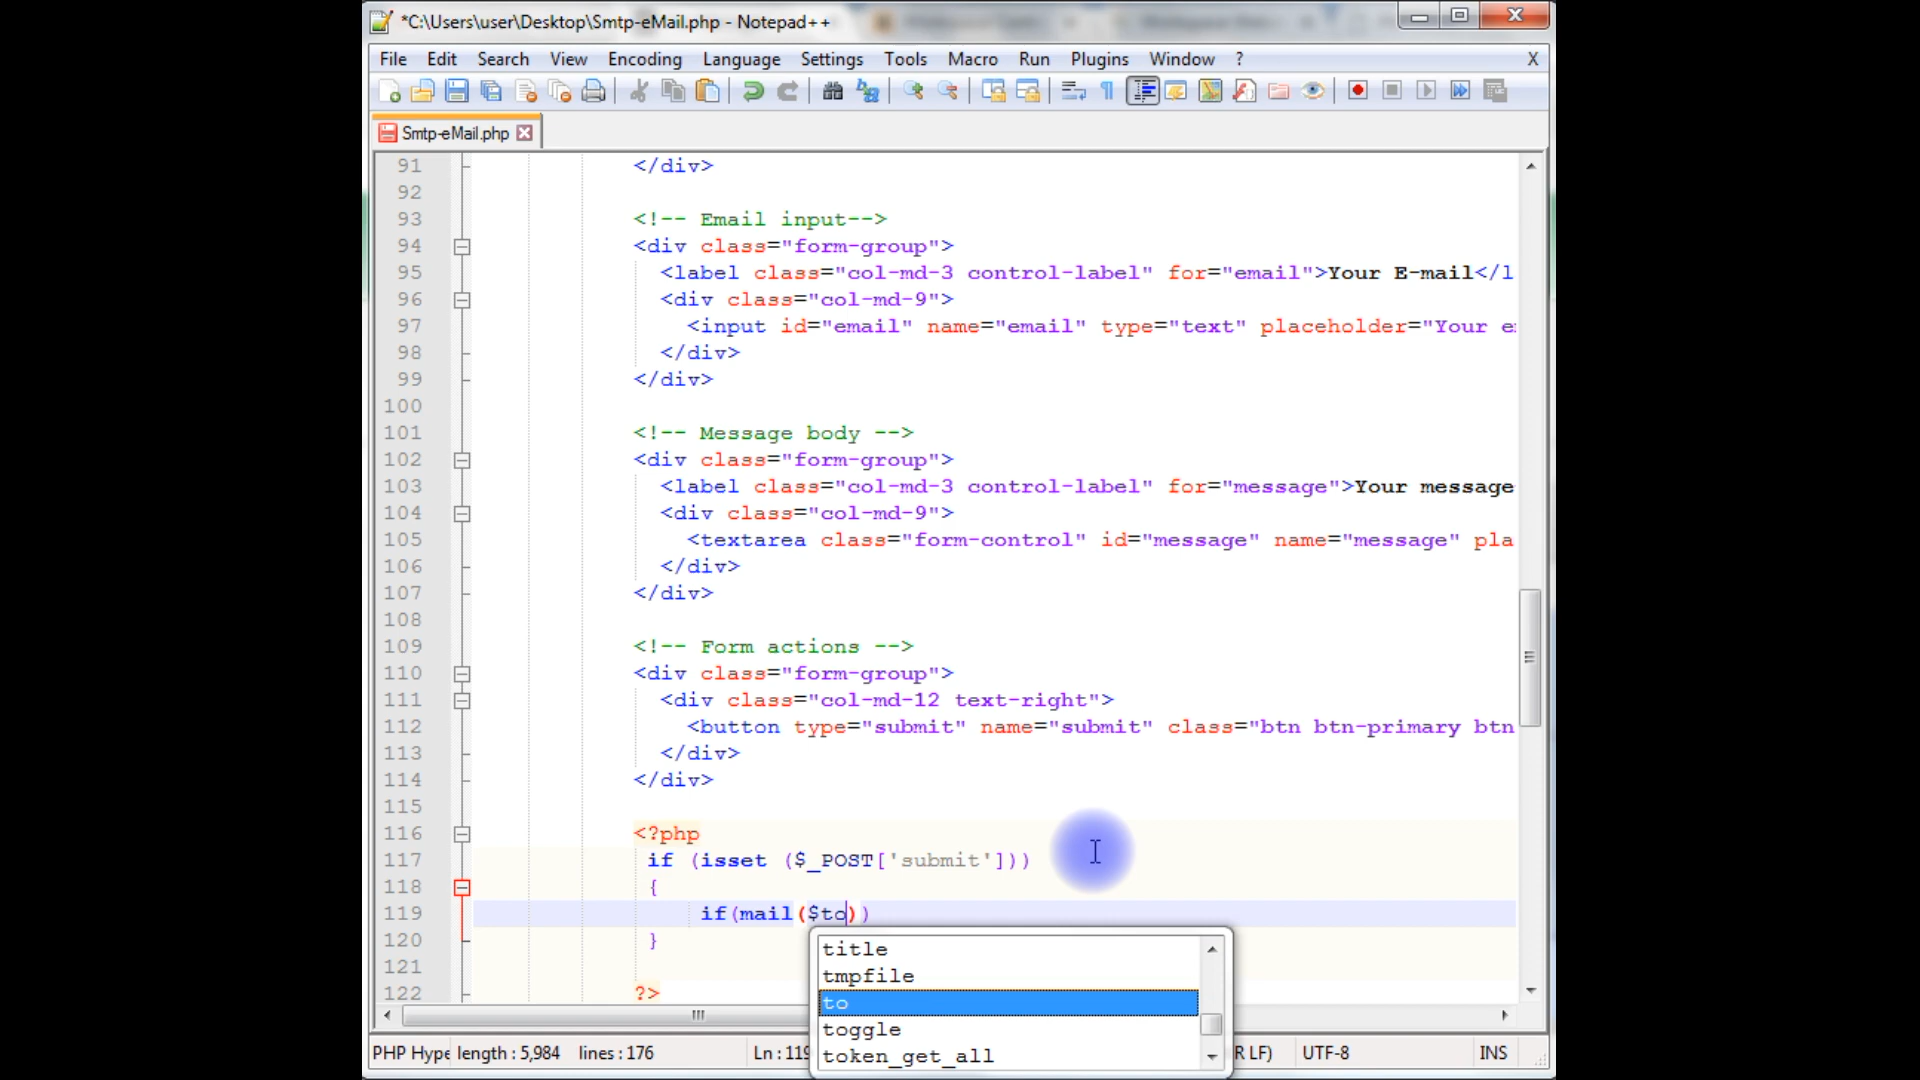 *C:\Users\user\Desktop\Smtp-eMail.php - Notepad++
File Edit Search View Encoding Language Settings Tools Macro Run Plugins Window ? X
Smtp-eMail.php
91 </div>
92
93 <!-- Email input-->
94 <div class="form-group">
95 <label class="col-md-3 control-label" for="email">Your E-mail</l
96 <div class="col-md-9">
97 <input id="email" name="email" type="text" placeholder="Your e
98 </div>
99 </div>
100
101 <!-- Message body -->
102 <div class="form-group">
103 <label class="col-md-3 control-label" for="message">Your message
104 <div class="col-md-9">
105 <textarea class="form-control" id="message" name="message" pla
106 </div>
107 </div>
108
109 <!-- Form actions -->
110 <div class="form-group">
111 <div class="col-md-12 text-right">
112 <button type="submit" name="submit" class="btn btn-primary btn
113 </div>
114 </div>
115
116 <?php
117 if (isset ($_POST['submit']))
118 {
119 if(mail($to))
120 }
121
122 ?>
title
tmpfile
to
toggle
token_get_all
PHP Hype length : 5,984 lines : 176 Ln : 119 R LF) UTF-8 INS